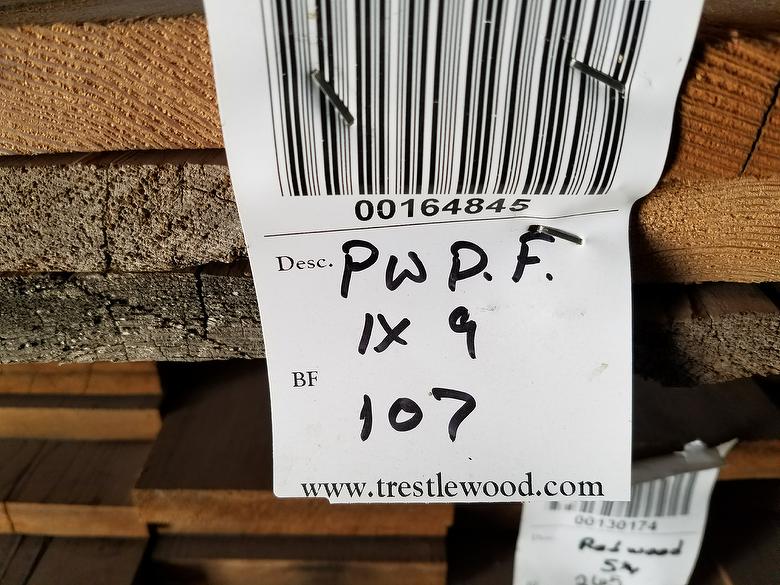 00164845
Desc. PW D.F.
1X 9
BF
107
www.trestlewood.com
00130174
Redwood